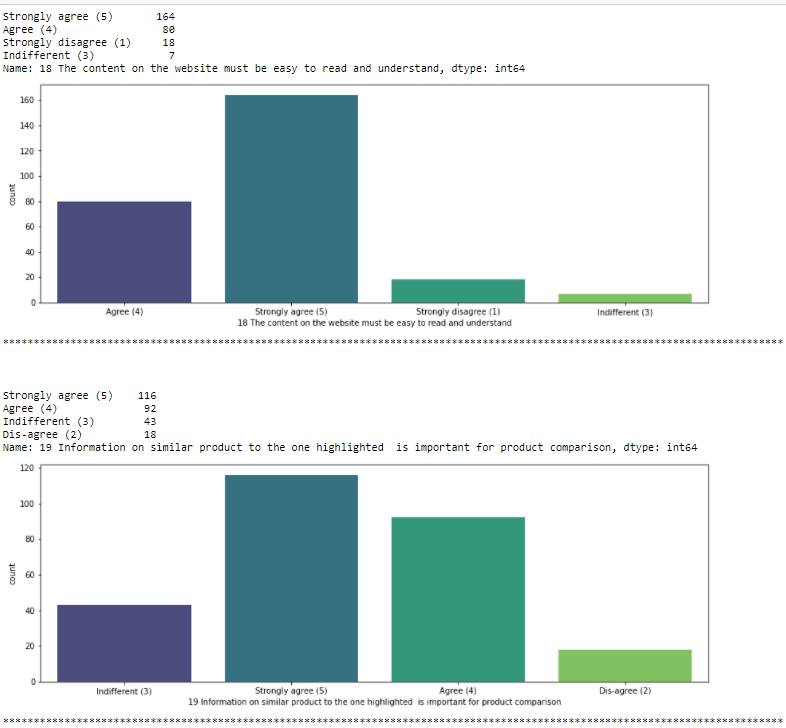 Strongly agree (5)       164
Agree (4)                 80
Strongly disagree (1)     18
Indifferent (3)            7
Name: 18 The content on the website must be easy to read and understand, dtype: int64
160
140
120
100
80
60
40
20
0
count
Agree (4)   Strongly agree (5)   Strongly disagree (1)   Indifferent (3)
18 The content on the website must be easy to read and understand
*******************************************************************************************************************************
Strongly agree (5)    116
Agree (4)              92
Indifferent (3)        43
Dis-agree (2)          18
Name: 19 Information on similar product to the one highlighted  is important for product comparison, dtype: int64
120
100
80
60
40
20
0
count
Indifferent (3)   Strongly agree (5)   Agree (4)   Dis-agree (2)
19 Information on similar product to the one highlighted  is important for product comparison
*******************************************************************************************************************************